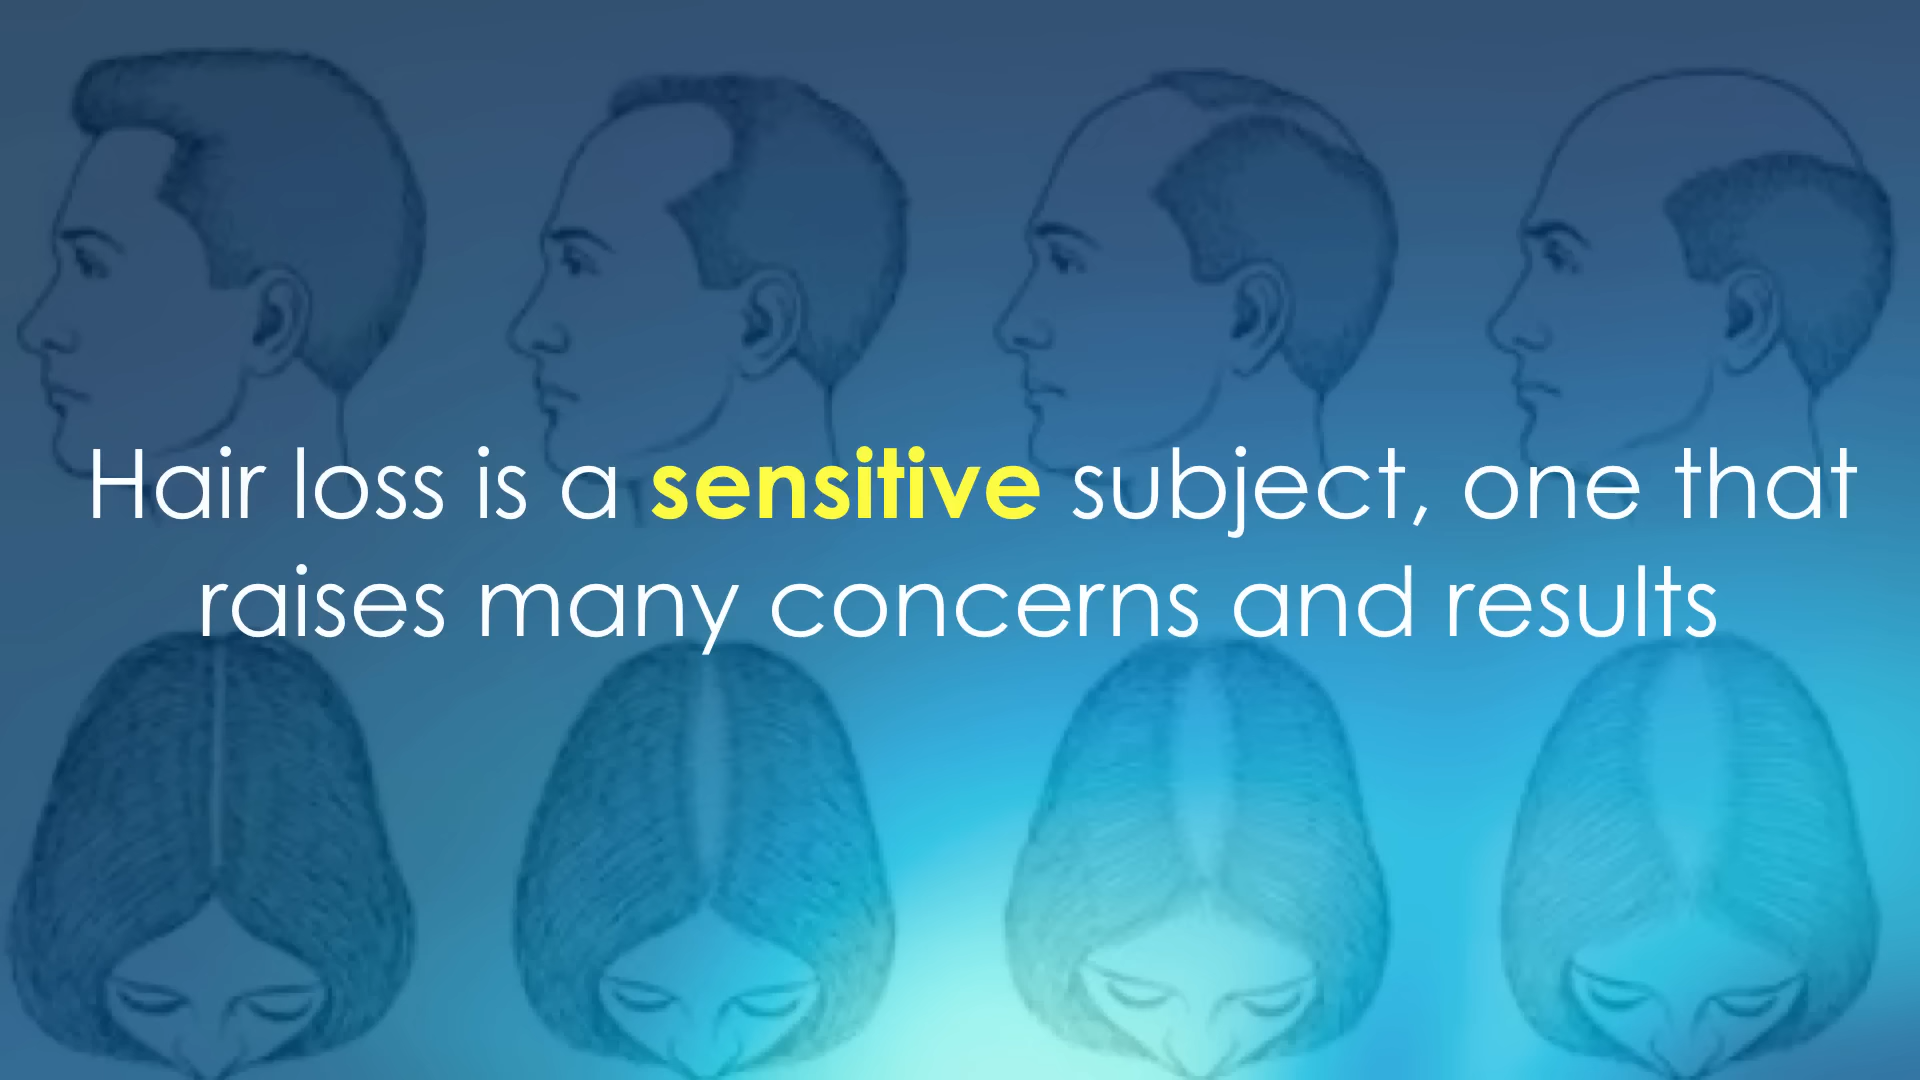 Hair loss is a sensitive subject, one that
raises many concerns and results